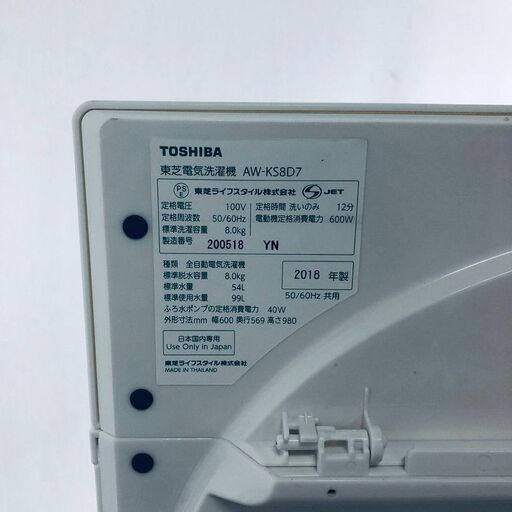 TOSHIBA
東芝電気洗濯機 AW-KS8D7
PS E 東芝ライフスタイル株式会社 S JET
定格電圧 100V 定格時間 洗いのみ 12分
定格周波数 50/60Hz 電動機定格消費電力 600W
標準洗濯容量 8.0kg
製造番号 200518 YN
種類 全自動電気洗濯機
標準脱水容量 8.0kg 2018 年製
標準水量 54L
標準使用水量 99L 50/60Hz 共用
ふろ水ポンプの定格消費電力 40W
外形寸法mm 幅600 奥行569 高さ980
日本国内専用
Use Only in Japan
東芝ライフスタイル株式会社
MADE IN THAILAND